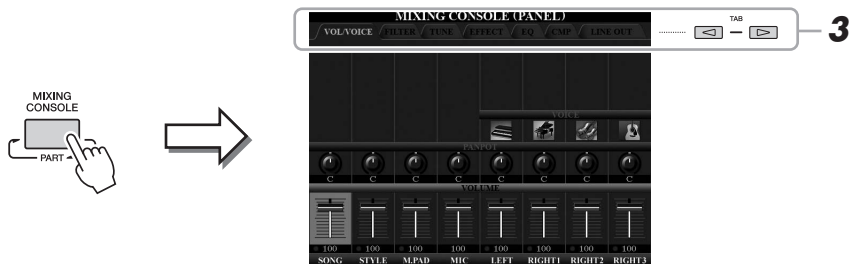 MIXING CONSOLE (PANEL)
VOL/VOICE FILTER TUNE EFFECT EQ CMP LINE OUT
TAB
3
MIXING
CONSOLE
PART
VOICE
PANPOT
C C C C C C C C
VOLUME
100 100 100 100 100 100 100 100
SONG STYLE M.PAD MIC LEFT RIGHT1 RIGHT2 RIGHT3